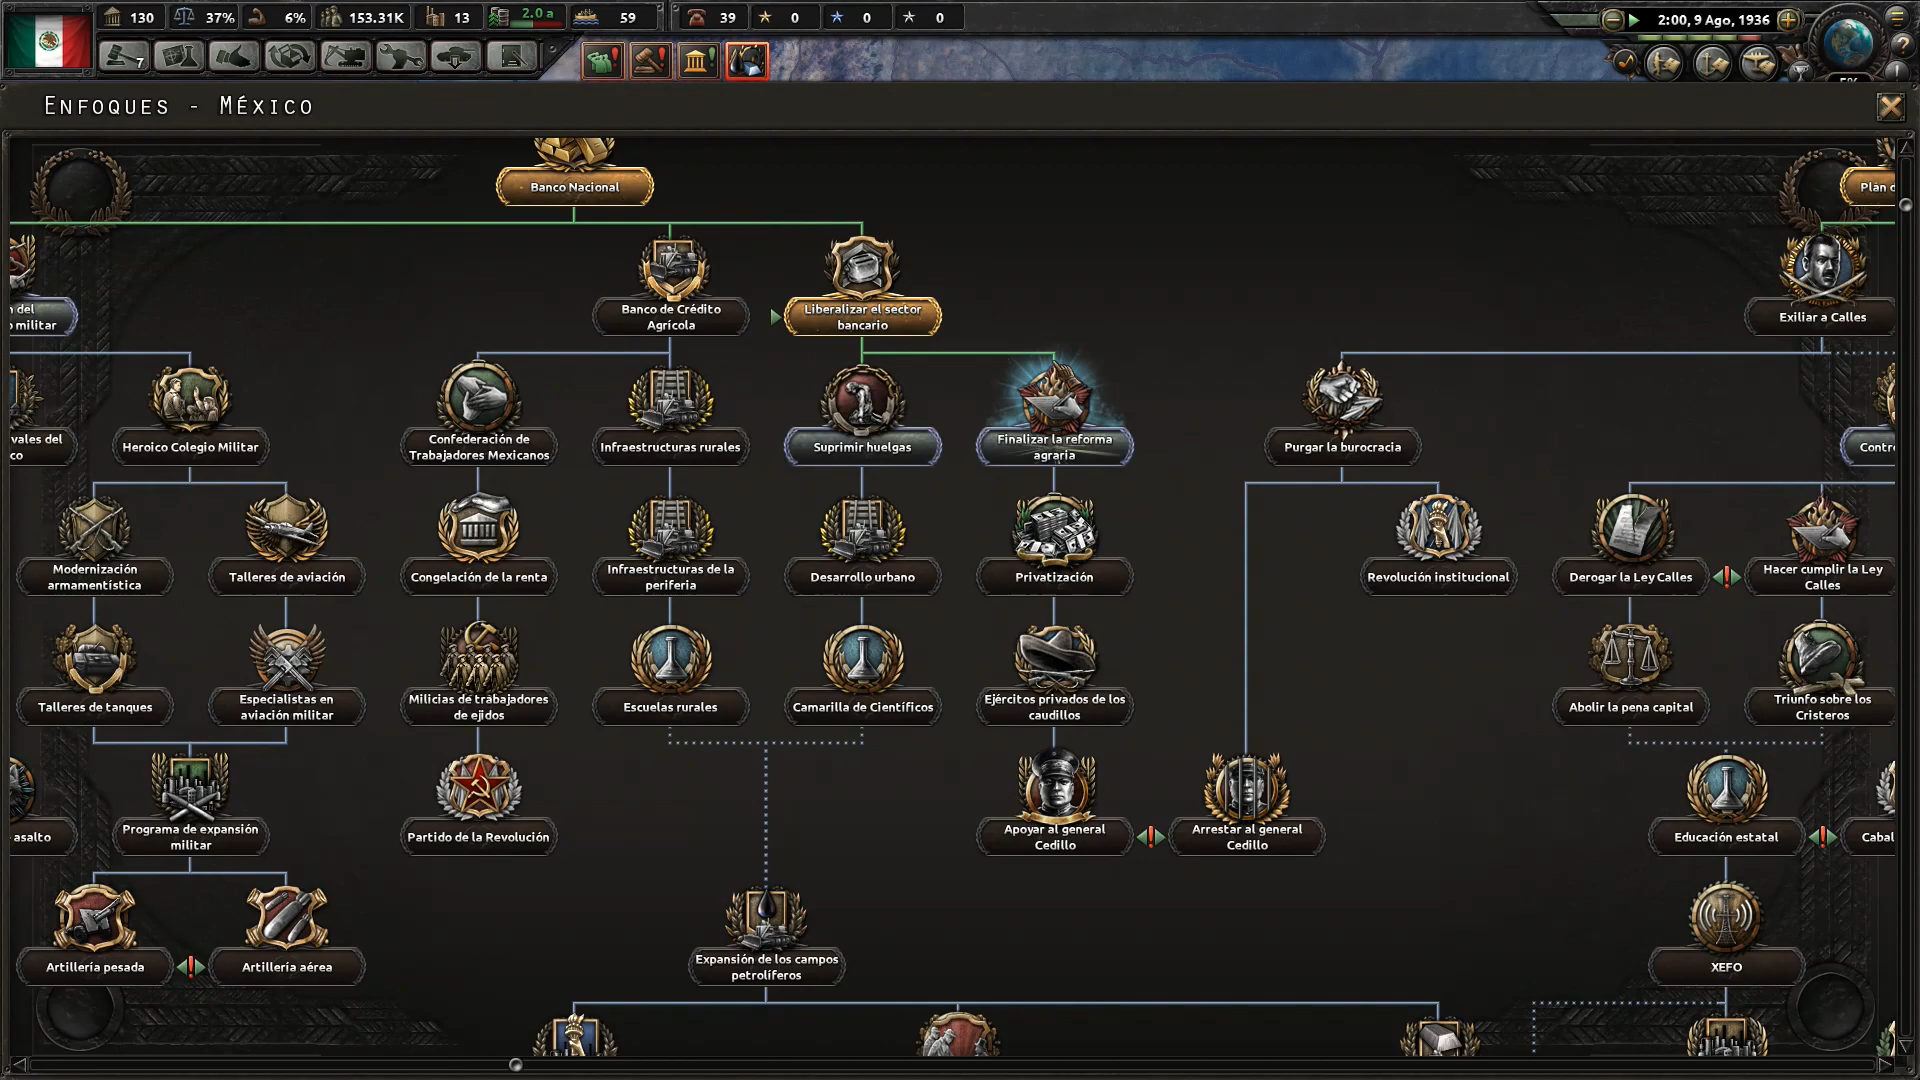 130
37%
6%
153.31K
13
2.0 a
59
39
0
0
0
2:00, 9 Ago, 1936
7
Enfoques - México
Banco Nacional
Plan
Banco de Crédito
Agrícola
Liberalizar el sector
bancario
Exiliar a Calles
del
militar
Heroico Colegio Militar
Confederación de
Trabajadores Mexicanos
Infraestructuras rurales
Suprimir huelgas
Finalizar la reforma
agraria
Purgar la burocracia
vales del
co
Contro
Modernización
armamentística
Talleres de aviación
Congelación de la renta
Infraestructuras de la
periferia
Desarrollo urbano
Privatización
Revolución institucional
Derogar la Ley Calles
Hacer cumplir la Ley
Calles
Talleres de tanques
Especialistas en
aviación militar
Milicias de trabajadores
de ejidos
Escuelas rurales
Camarilla de Científicos
Ejércitos privados de los
caudillos
Abolir la pena capital
Triunfo sobre los
Cristeros
asalto
Programa de expansión
militar
Partido de la Revolución
Apoyar al general
Cedillo
Arrestar al general
Cedillo
Educación estatal
Cabal
Artillería pesada
Artillería aérea
Expansión de los campos
petrolíferos
XEFO